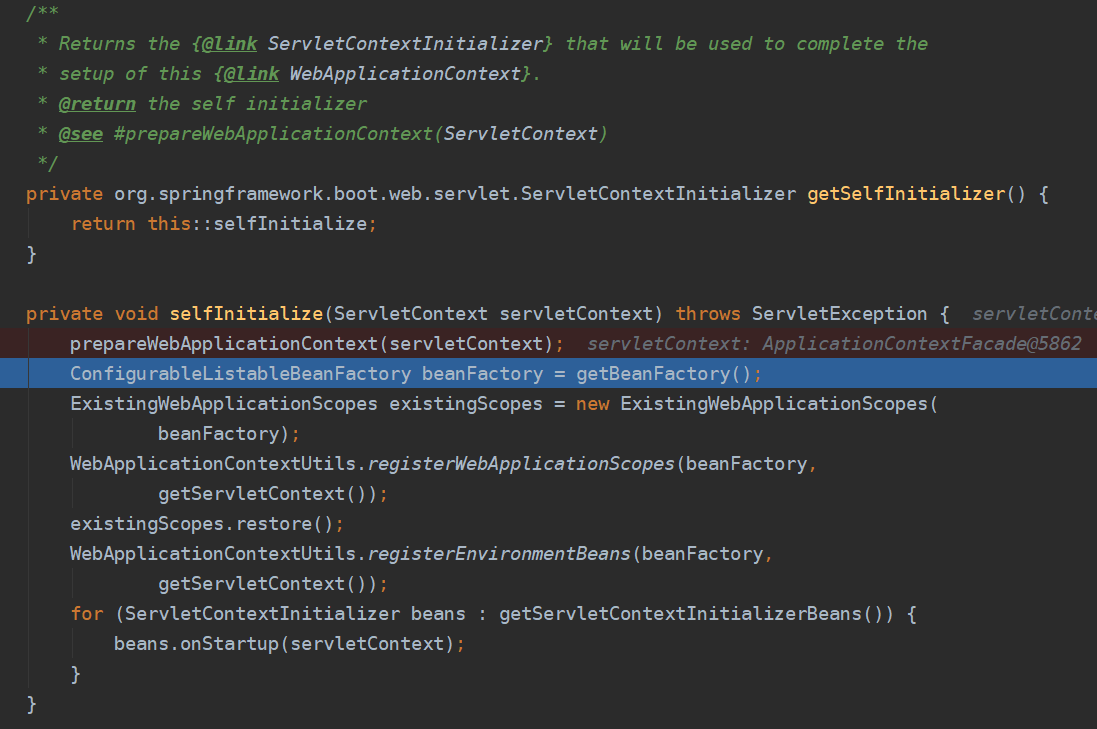 /**
 * Returns the {@link ServletContextInitializer} that will be used to complete the
 * setup of this {@link WebApplicationContext}.
 * @return the self initializer
 * @see #prepareWebApplicationContext(ServletContext)
 */
private org.springframework.boot.web.servlet.ServletContextInitializer getSelfInitializer() {
    return this::selfInitialize;
}

private void selfInitialize(ServletContext servletContext) throws ServletException {  servletConte
    prepareWebApplicationContext(servletContext);  servletContext: ApplicationContextFacade@5862
    ConfigurableListableBeanFactory beanFactory = getBeanFactory();
    ExistingWebApplicationScopes existingScopes = new ExistingWebApplicationScopes(
            beanFactory);
    WebApplicationContextUtils.registerWebApplicationScopes(beanFactory,
            getServletContext());
    existingScopes.restore();
    WebApplicationContextUtils.registerEnvironmentBeans(beanFactory,
            getServletContext());
    for (ServletContextInitializer beans : getServletContextInitializerBeans()) {
        beans.onStartup(servletContext);
    }
}